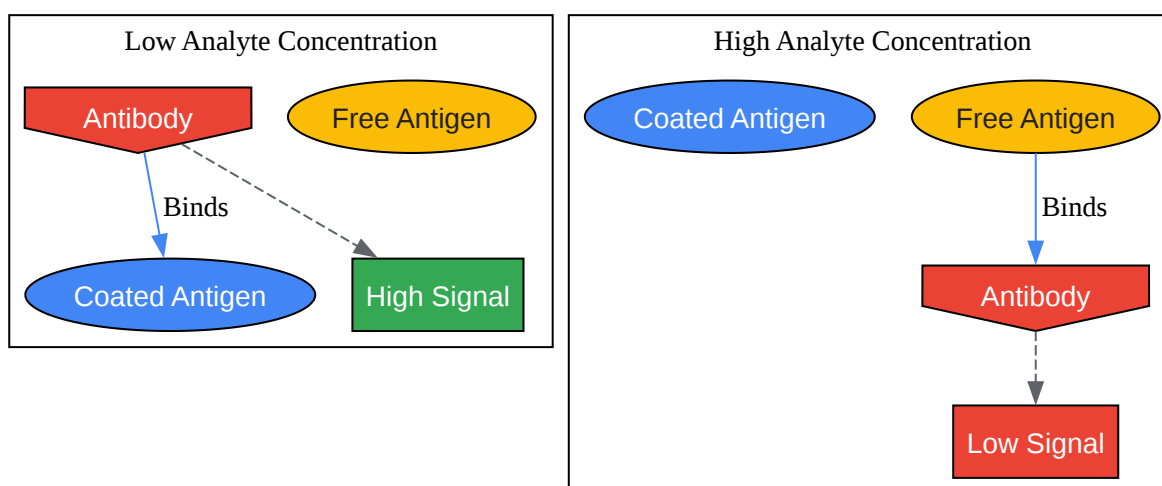 Low Analyte Concentration
Antibody
Free Antigen
Binds
Coated Antigen
High Signal
High Analyte Concentration
Coated Antigen
Free Antigen
Binds
Antibody
Low Signal